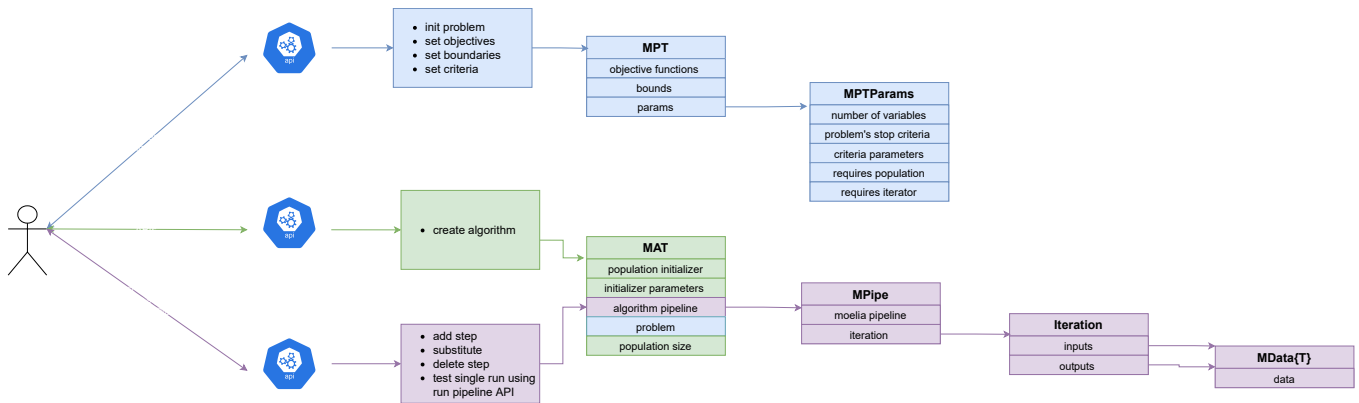 api
init problem
set objectives
set boundaries
set criteria
MPT
objective functions
bounds
params
MPTParams
number of variables
problem's stop criteria
criteria parameters
requires population
requires iterator
api
create algorithm
MAT
population initializer
initializer parameters
algorithm pipeline
problem
population size
api
add step
substitute
delete step
test single run using
run pipeline API
MPipe
moelia pipeline
iteration
Iteration
inputs
outputs
MData{T}
data